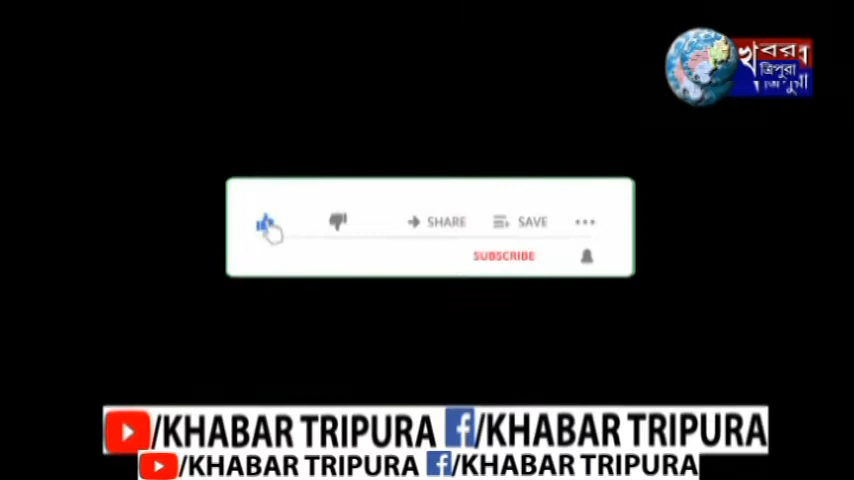 খবর
ত্রিপুরা
SHARE SAVE
SUBSCRIBE
/KHABAR TRIPURA f/KHABAR TRIPURA
/KHABAR TRIPURA f/KHABAR TRIPURA